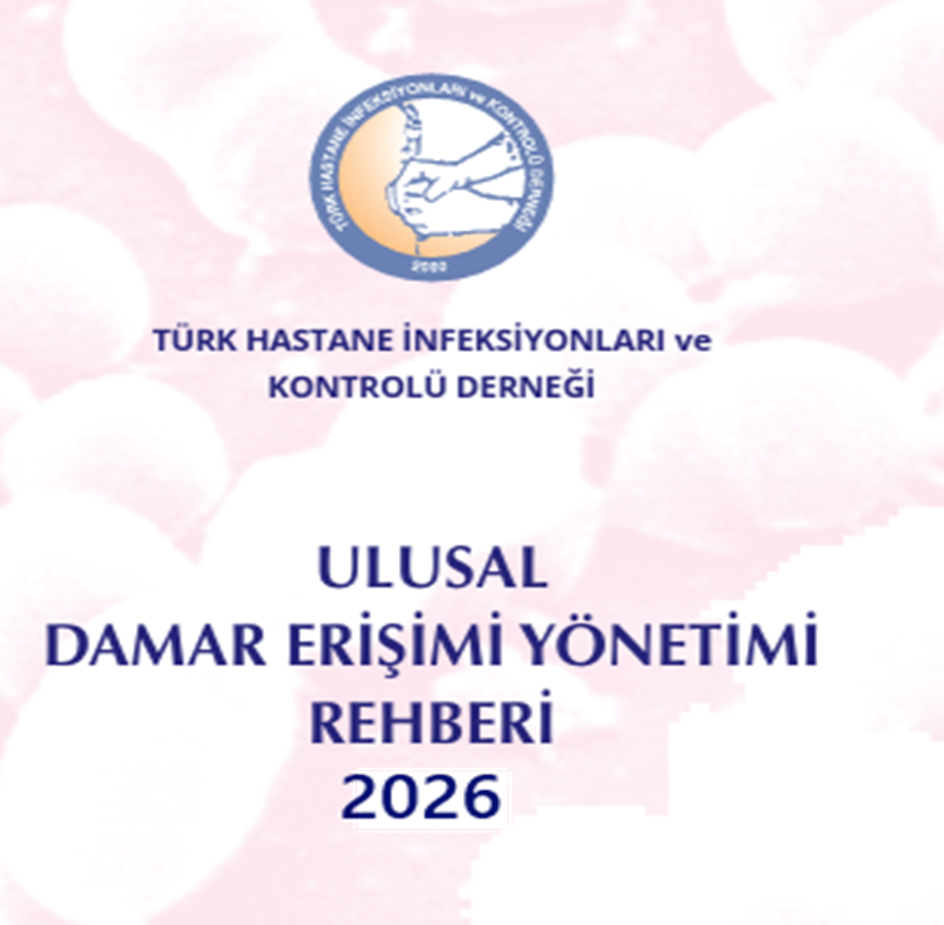 TÜRK HASTANE İNFEKSİYONLARI ve KONTROLÜ DERNEĞİ
2000
TÜRK HASTANE İNFEKSİYONLARI ve
KONTROLÜ DERNEĞİ
ULUSAL
DAMAR ERİŞİMİ YÖNETİMİ
REHBERİ
2026